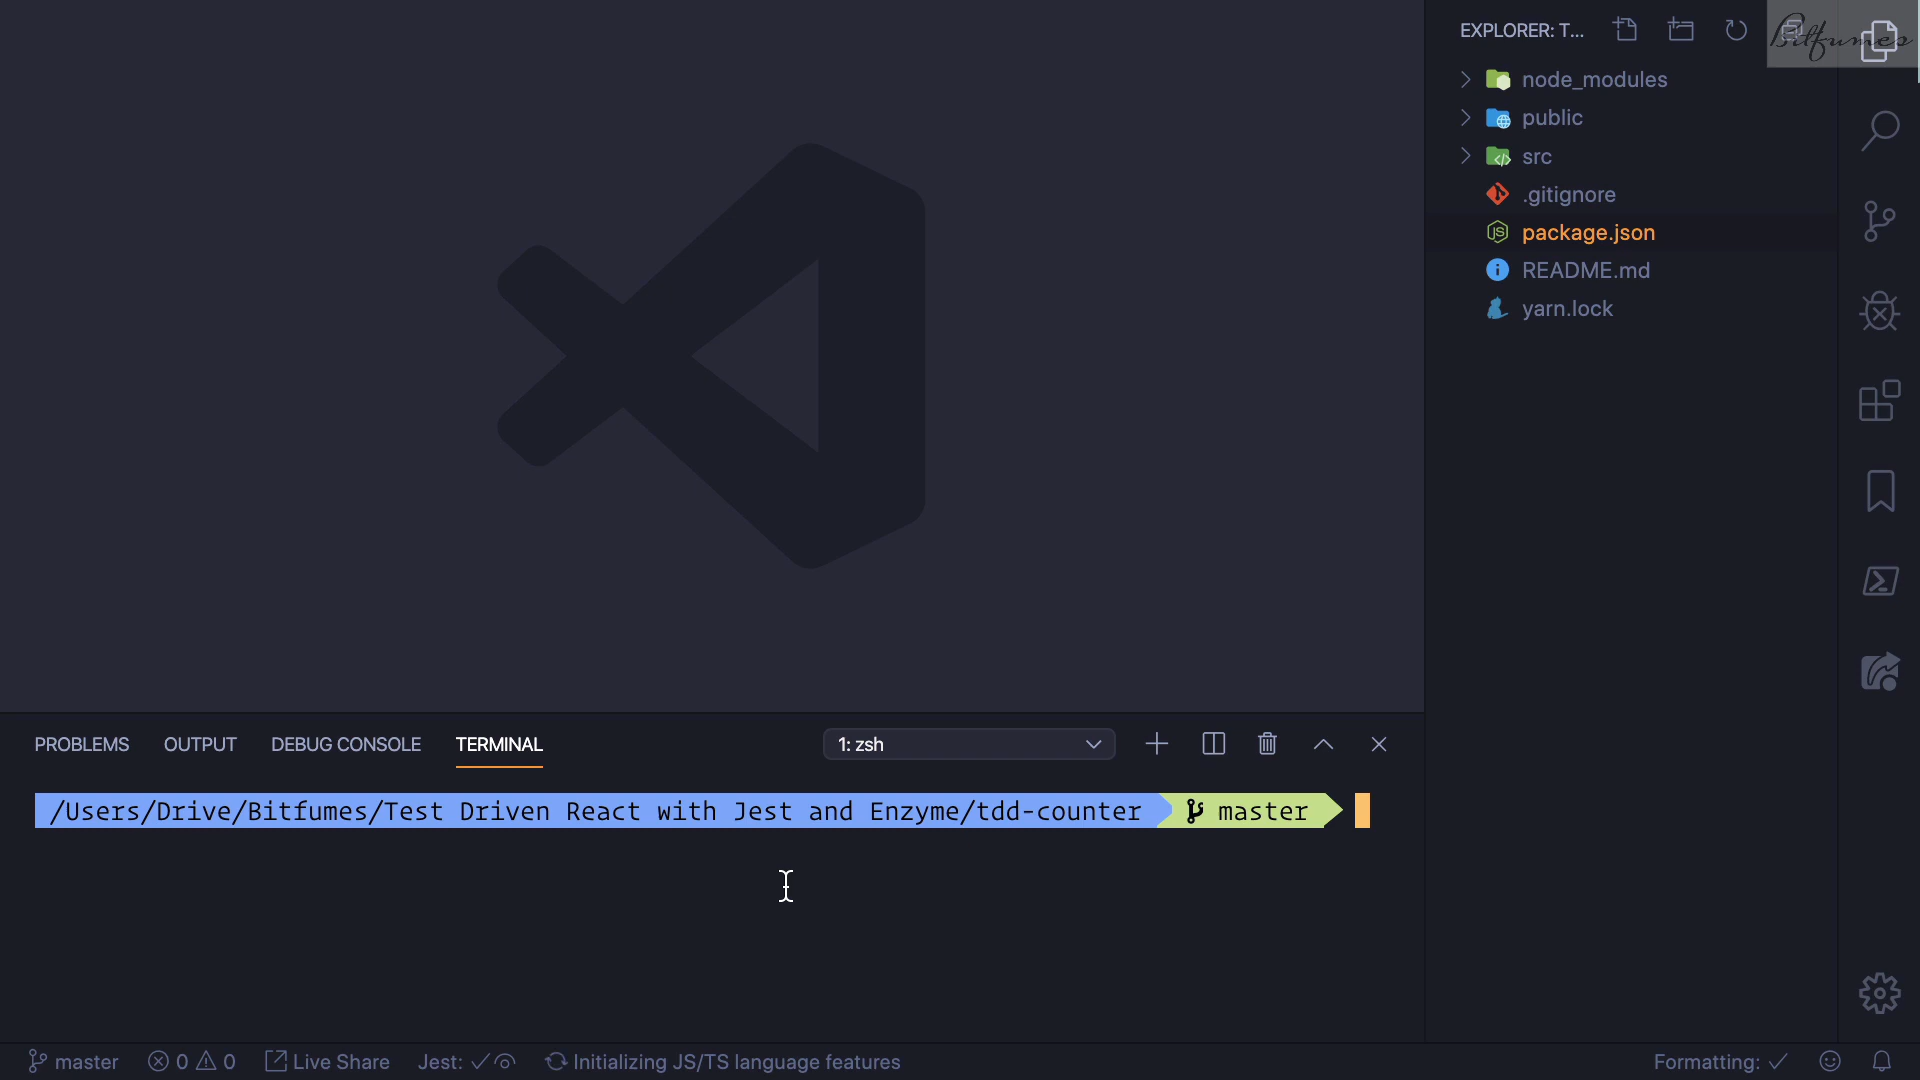 EXPLORER: T...
Bitfumes
node_modules
public
src
.gitignore
package.json
README.md
yarn.lock
PROBLEMS OUTPUT DEBUG CONSOLE TERMINAL 1: zsh
/Users/Drive/Bitfumes/Test Driven React with Jest and Enzyme/tdd-counter master
master 0 0 Live Share Jest: Initializing JS/TS language features Formatting: